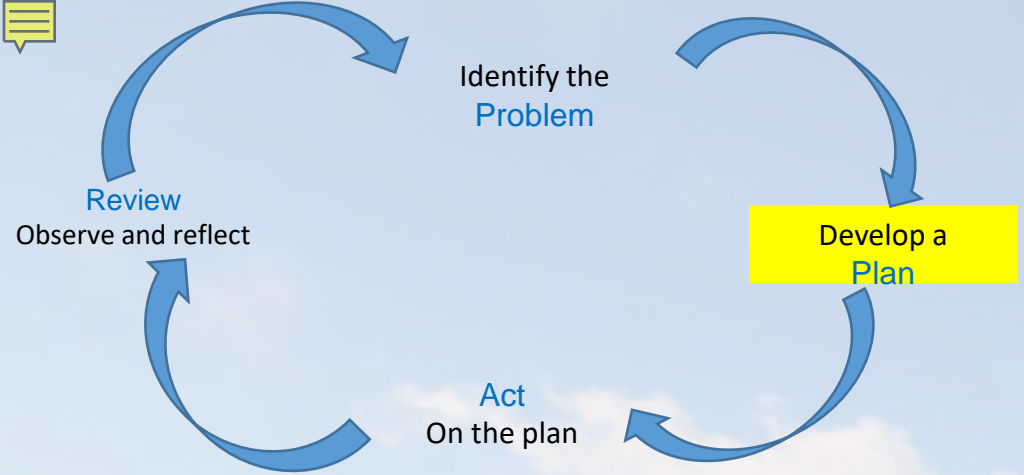 Identify the
Problem
Develop a
Plan
Act
On the plan
Review
Observe and reflect